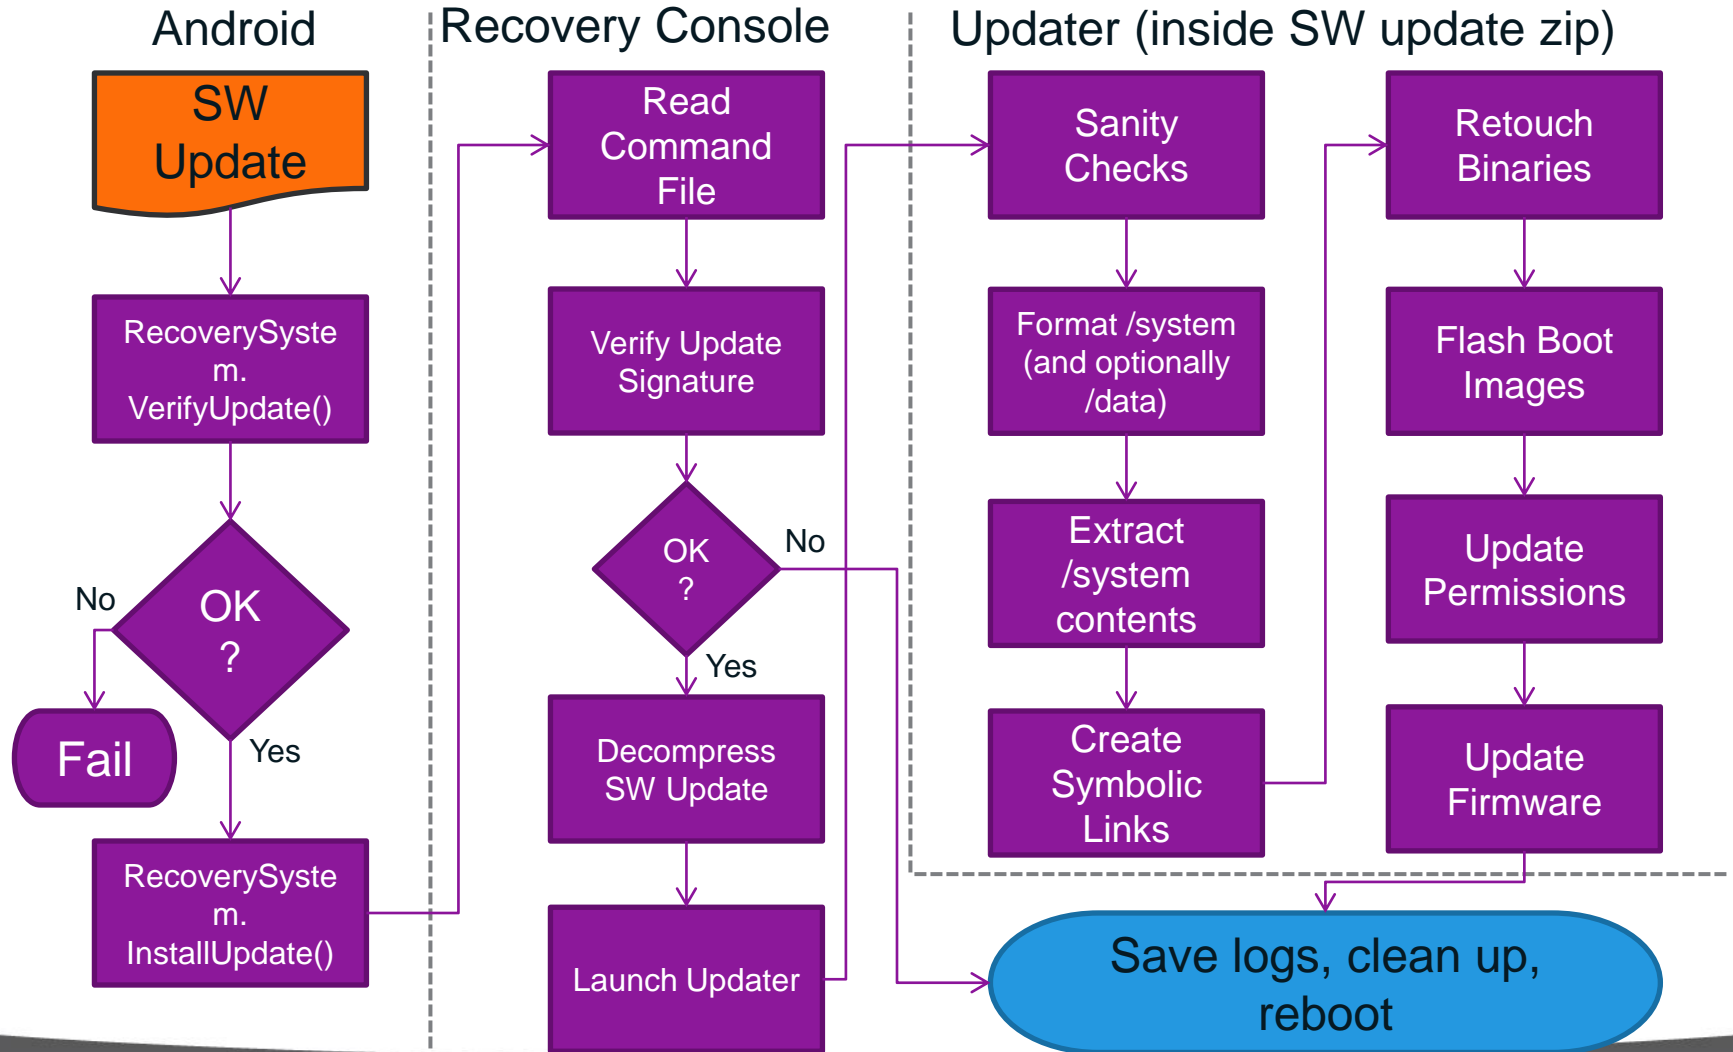 Android
SW
Update
RecoverySyste
m.
VerifyUpdate()
OK
?
No
Fail
Yes
RecoverySyste
m.
InstallUpdate()
Recovery Console
Read
Command
File
Verify Update
Signature
OK
?
No
Yes
Decompress
SW Update
Launch Updater
Updater (inside SW update zip)
Sanity
Checks
Format /system
(and optionally
/data)
Extract
/system
contents
Create
Symbolic
Links
Retouch
Binaries
Flash Boot
Images
Update
Permissions
Update
Firmware
Save logs, clean up,
reboot